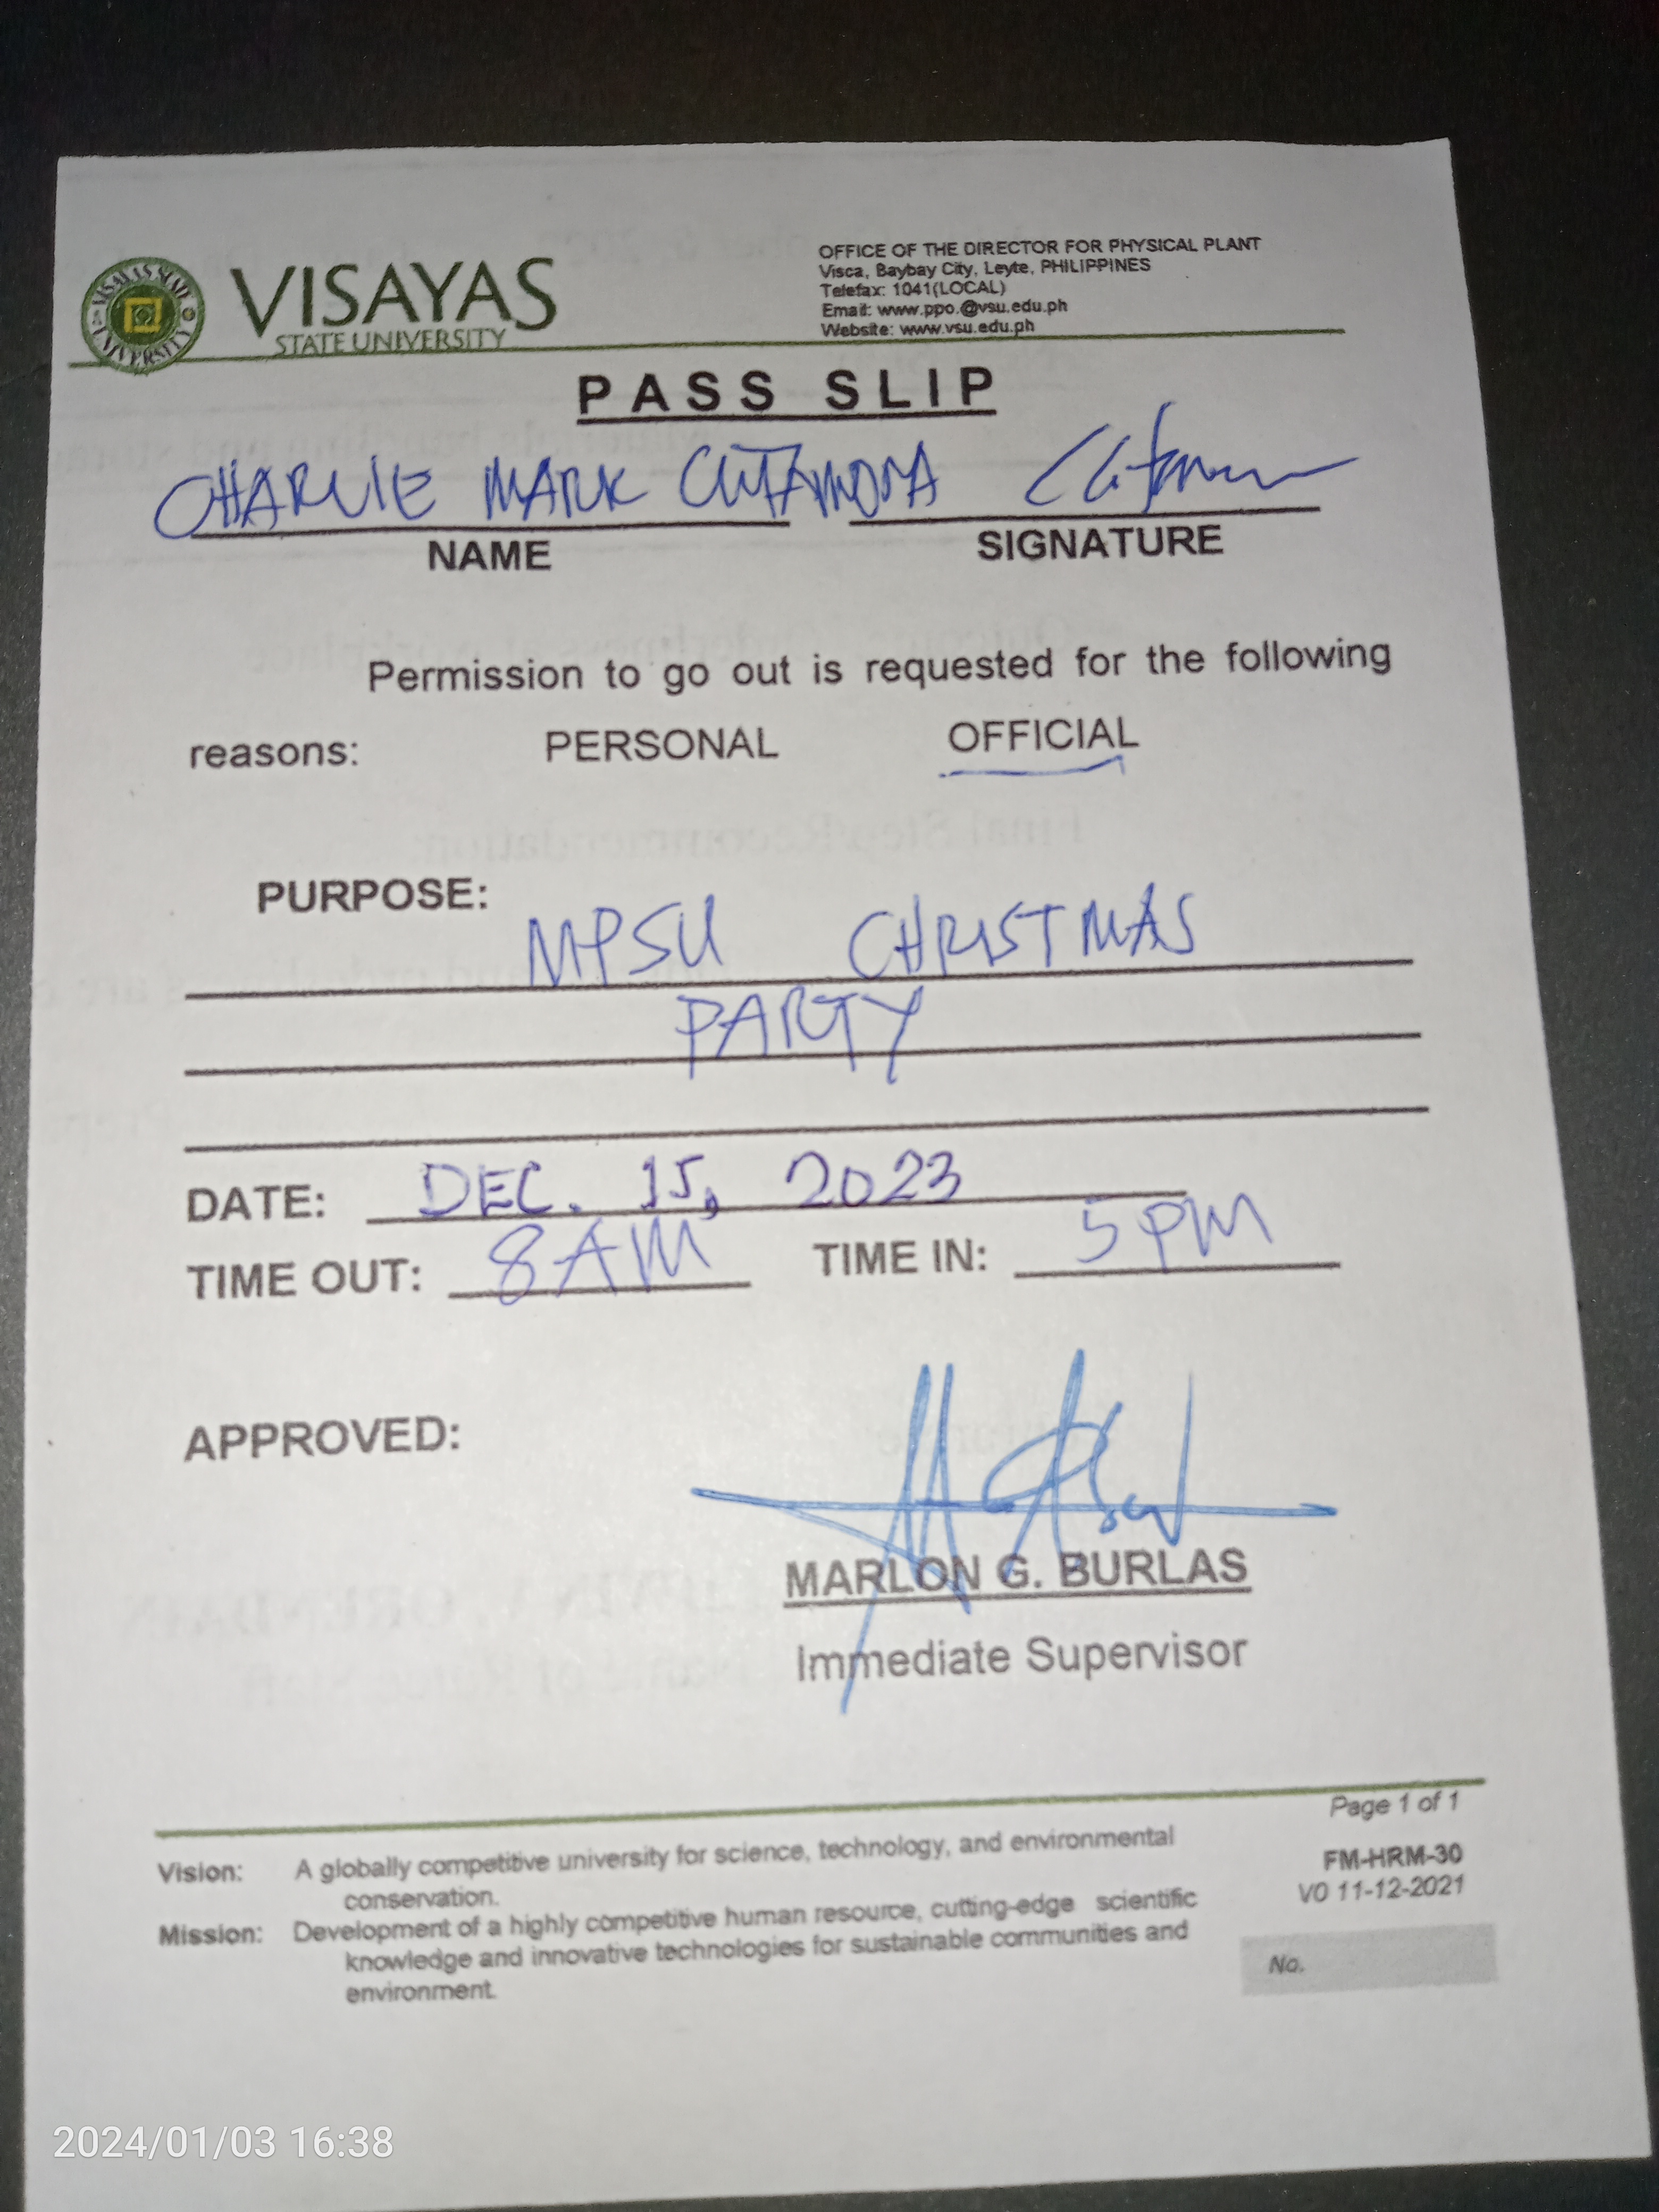 VISAYAS
STATE UNIVERSITY
OFFICE OF THE DIRECTOR FOR PHYSICAL PLANT
Visca, Baybay City, Leyte, PHILIPPINES
Telefax: 1041(LOCAL)
Email: www.ppo.@vsu.edu.ph
Website: www.vsu.edu.ph
PASS SLIP
CHARLIE MARK
NAME SIGNATURE
Permission to go out is requested for the following
reasons: PERSONAL OFFICIAL
PURPOSE:
MPSU CHRISTMAS
PARTY
DATE: DEC. 15, 2023
TIME OUT: 8AM TIME IN: 5PM
APPROVED:
MARLON G. BURLAS
Immediate Supervisor
Page 1 of 1
Vision: A globally competitive university for science, technology, and environmental
conservation.
Mission: Development of a highly competitive human resource, cutting-edge scientific
knowledge and innovative technologies for sustainable communities and
environment.
FM-HRM-30
V0 11-12-2021
No.
2024/01/03 16:38